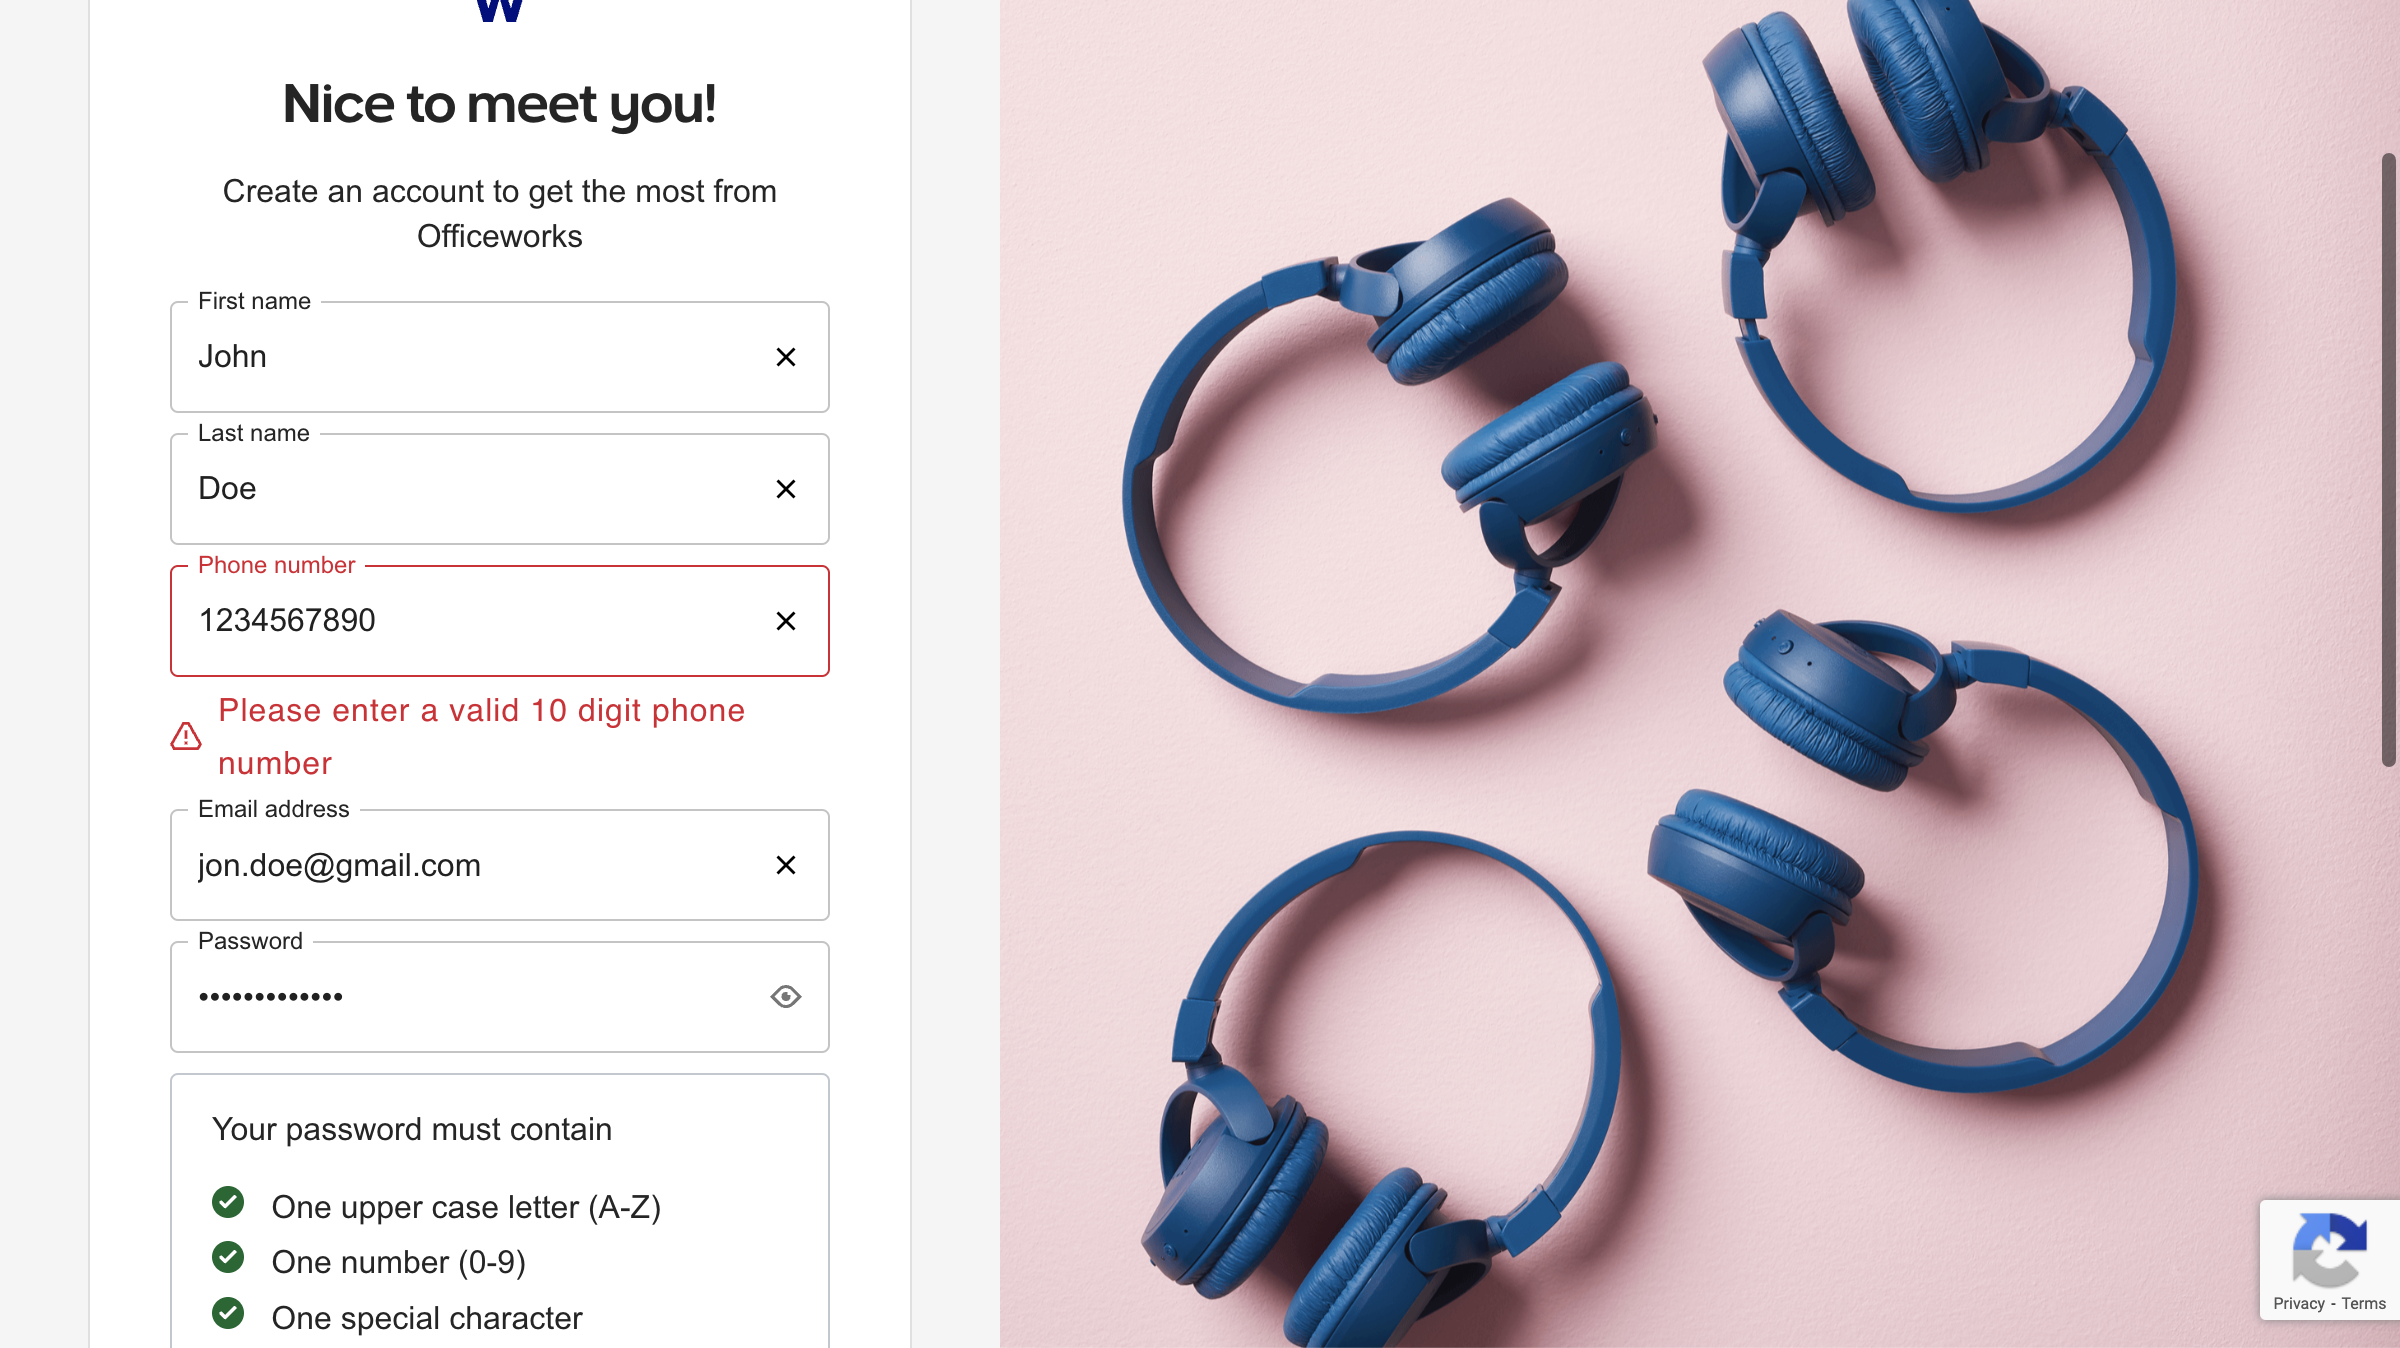 W
Nice to meet you!
Create an account to get the most from
Officeworks
First name
John
Last name
Doe
Phone number
1234567890
Please enter a valid 10 digit phone
number
Email address
jon.doe@gmail.com
Password
•••••••••••••
Your password must contain
One upper case letter (A-Z)
One number (0-9)
One special character
Privacy - Terms